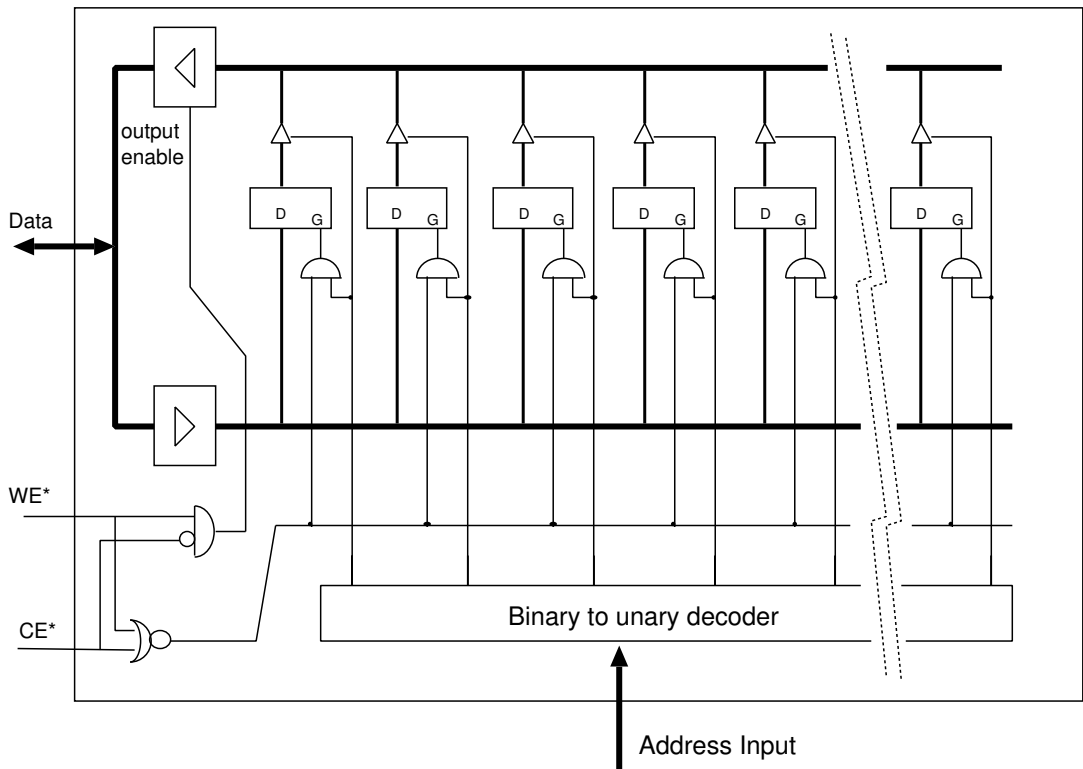 output
enable
Data
D
G
D
G
D
G
D
G
D
G
D
G
WE*
CE*
Binary to unary decoder
Address Input